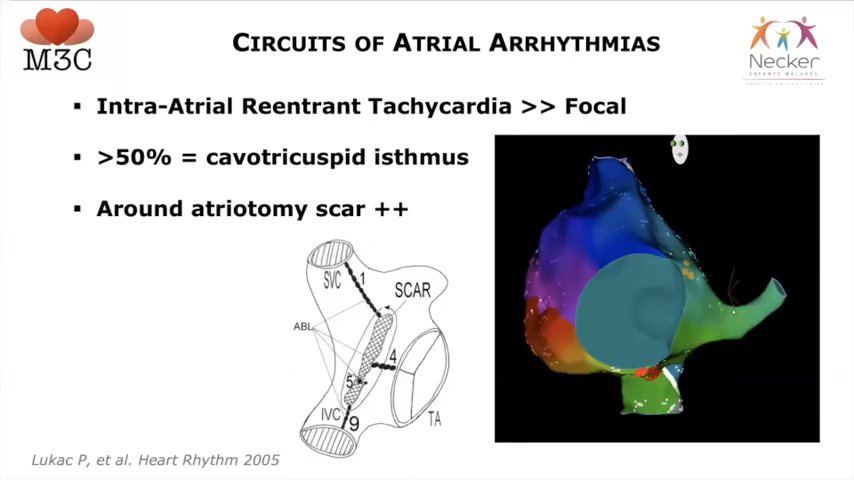 M3C
CIRCUITS OF ATRIAL ARRHYTHMIAS
Necker
ENFANTS MALADES
▪ Intra-Atrial Reentrant Tachycardia >> Focal
▪ >50% = cavotricuspid isthmus
▪ Around atriotomy scar ++
SVC
1
SCAR
ABL
4
5
IVC
9
TA
Lukac P, et al. Heart Rhythm 2005